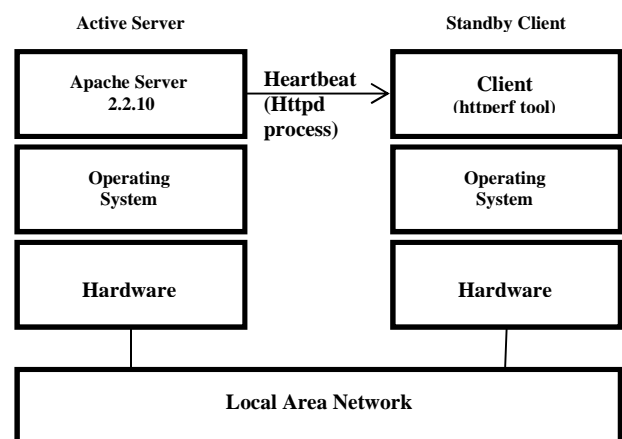 Active Server
Standby Client
Apache Server
2.2.10
Heartbeat
(Httpd
process)
Client
(httperf tool)
Operating
System
Operating
System
Hardware
Hardware
Local Area Network